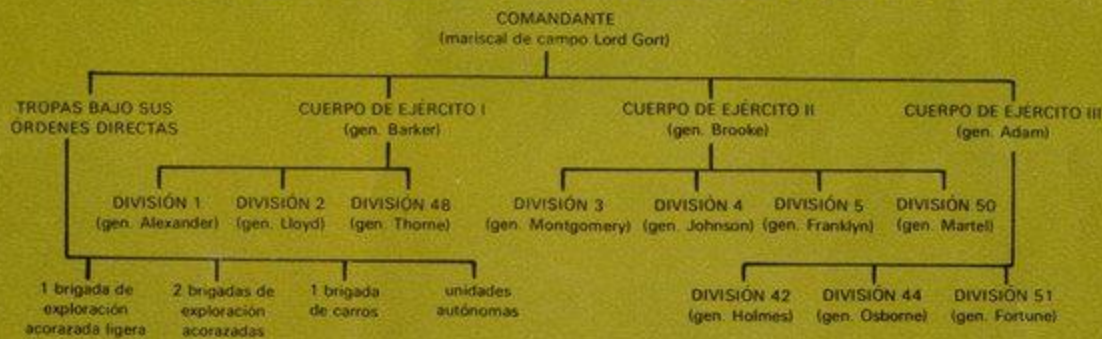 COMANDANTE
(mariscal de campo Lord Gort)
TROPAS BAJO SUS
ÓRDENES DIRECTAS
CUERPO DE EJÉRCITO I
(gen. Barker)
CUERPO DE EJÉRCITO II
(gen. Brooke)
CUERPO DE EJÉRCITO III
(gen. Adam)
DIVISIÓN 1
(gen. Alexander)
DIVISIÓN 2
(gen. Lloyd)
DIVISIÓN 48
(gen. Thorne)
DIVISIÓN 3
(gen. Montgomery)
DIVISIÓN 4
(gen. Johnson)
DIVISIÓN 5
(gen. Franklyn)
DIVISIÓN 50
(gen. Martel)
1 brigada de
exploración
acorazada ligera
2 brigadas de
exploración
acorazadas
1 brigada
de carros
unidades
autónomas
DIVISIÓN 42
(gen. Holmes)
DIVISIÓN 44
(gen. Osborne)
DIVISIÓN 51
(gen. Fortune)